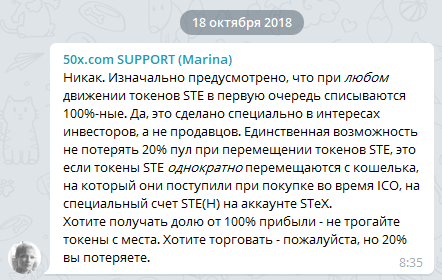 18 октября 2018
50x.com SUPPORT (Marina)
Никак. Изначально предусмотрено, что при любом
движении токенов STE в первую очередь списываются
100%-ные. Да, это сделано специально в интересах
инвесторов, а не продавцов. Единственная возможность
не потерять 20% пул при перемещении токенов STE, это
если токены STE однократно перемещаются с кошелька,
на который они поступили при покупке во время ICO, на
специальный счет STE(H) на аккаунте STeX.
Хотите получать долю от 100% прибыли - не трогайте
токены с места. Хотите торговать - пожалуйста, но 20%
вы потеряете.
8:35